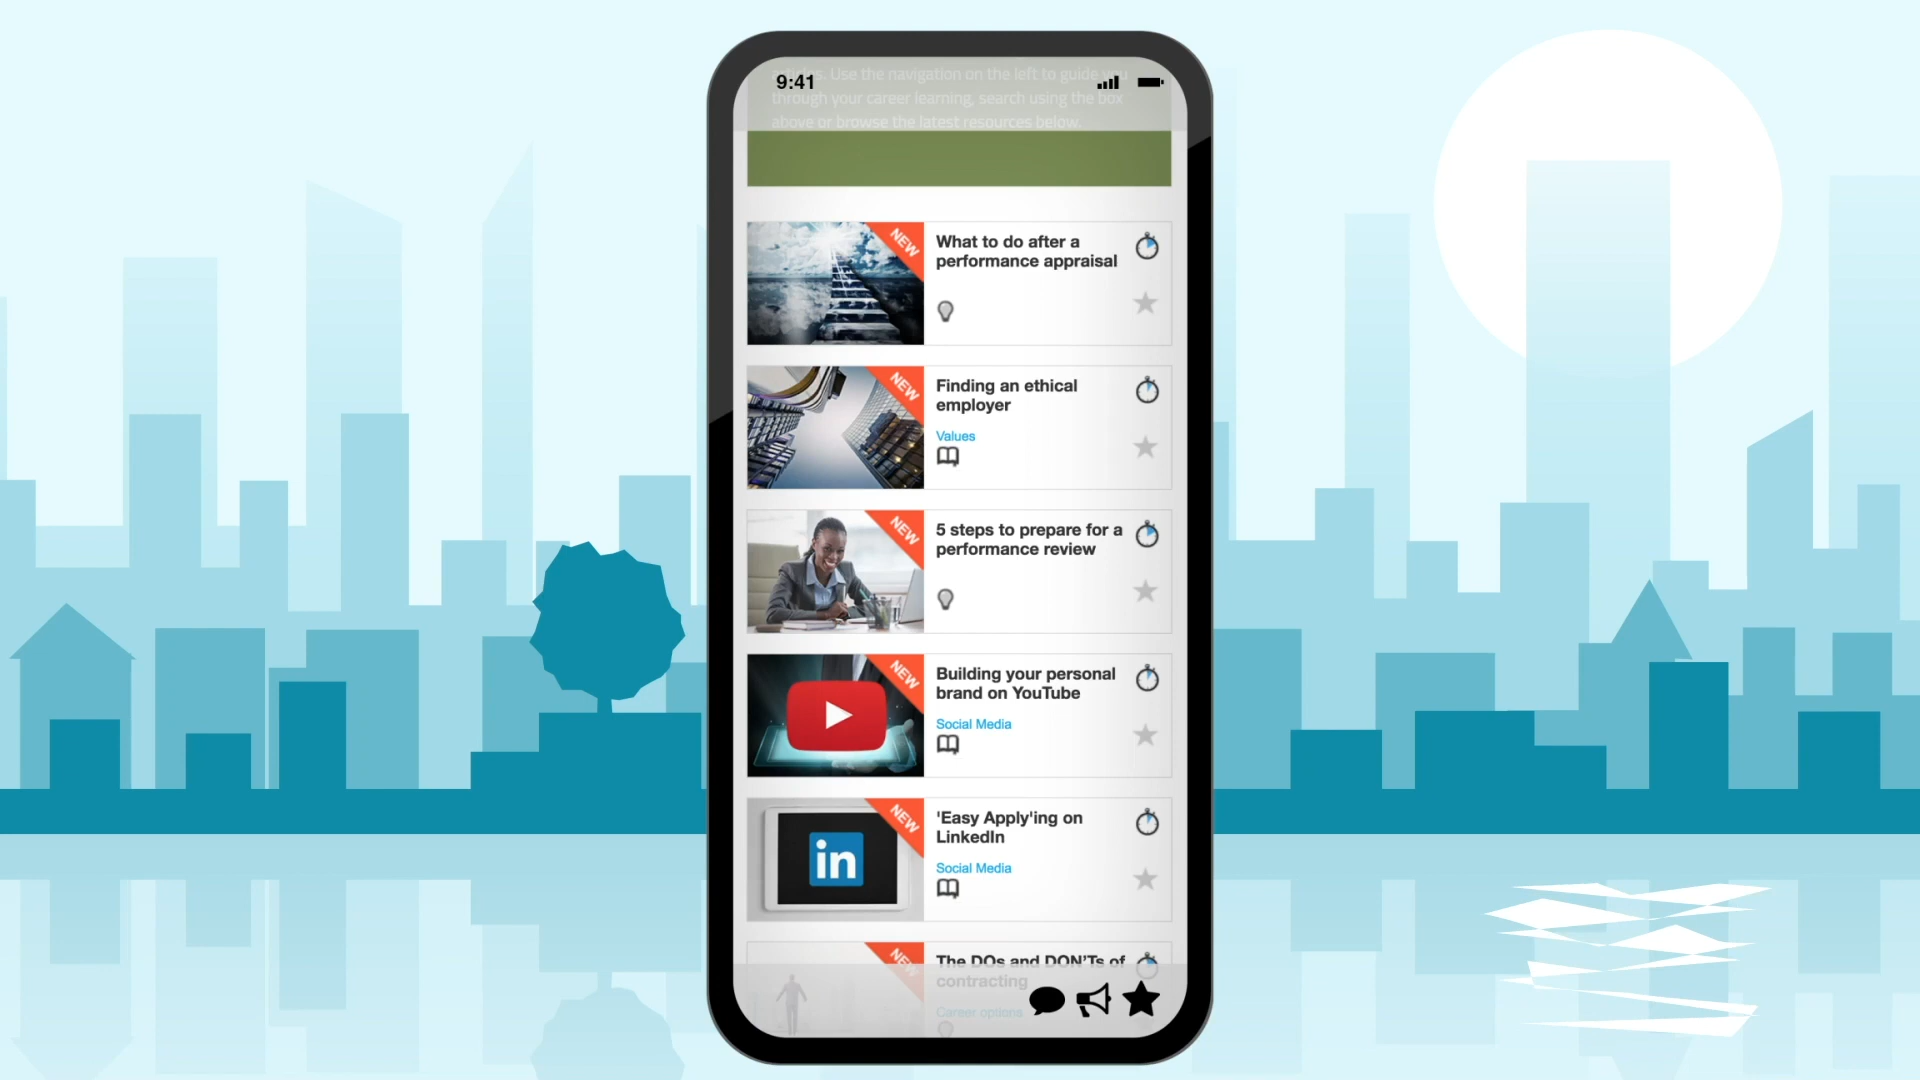 9:41
Use the navigation on the left to guide you
through your career learning, search using the box
above or browse the latest resources below.
NEW
What to do after a
performance appraisal
NEW
Finding an ethical
employer
Values
NEW
5 steps to prepare for a
performance review
NEW
Building your personal
brand on YouTube
Social Media
NEW
in
'Easy Apply'ing on
LinkedIn
Social Media
NEW
The DOs and DON'Ts of
contracting
Career options